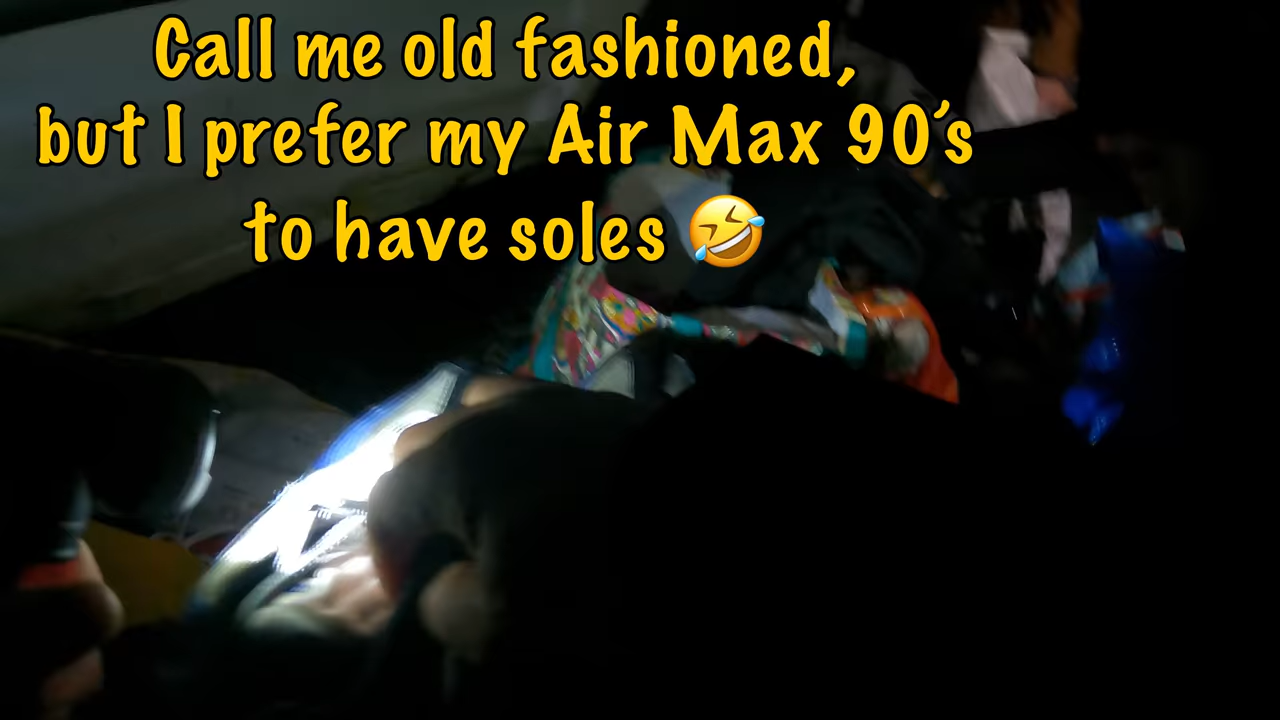 Call me old fashioned,
but I prefer my Air Max 90's
to have soles 🤣